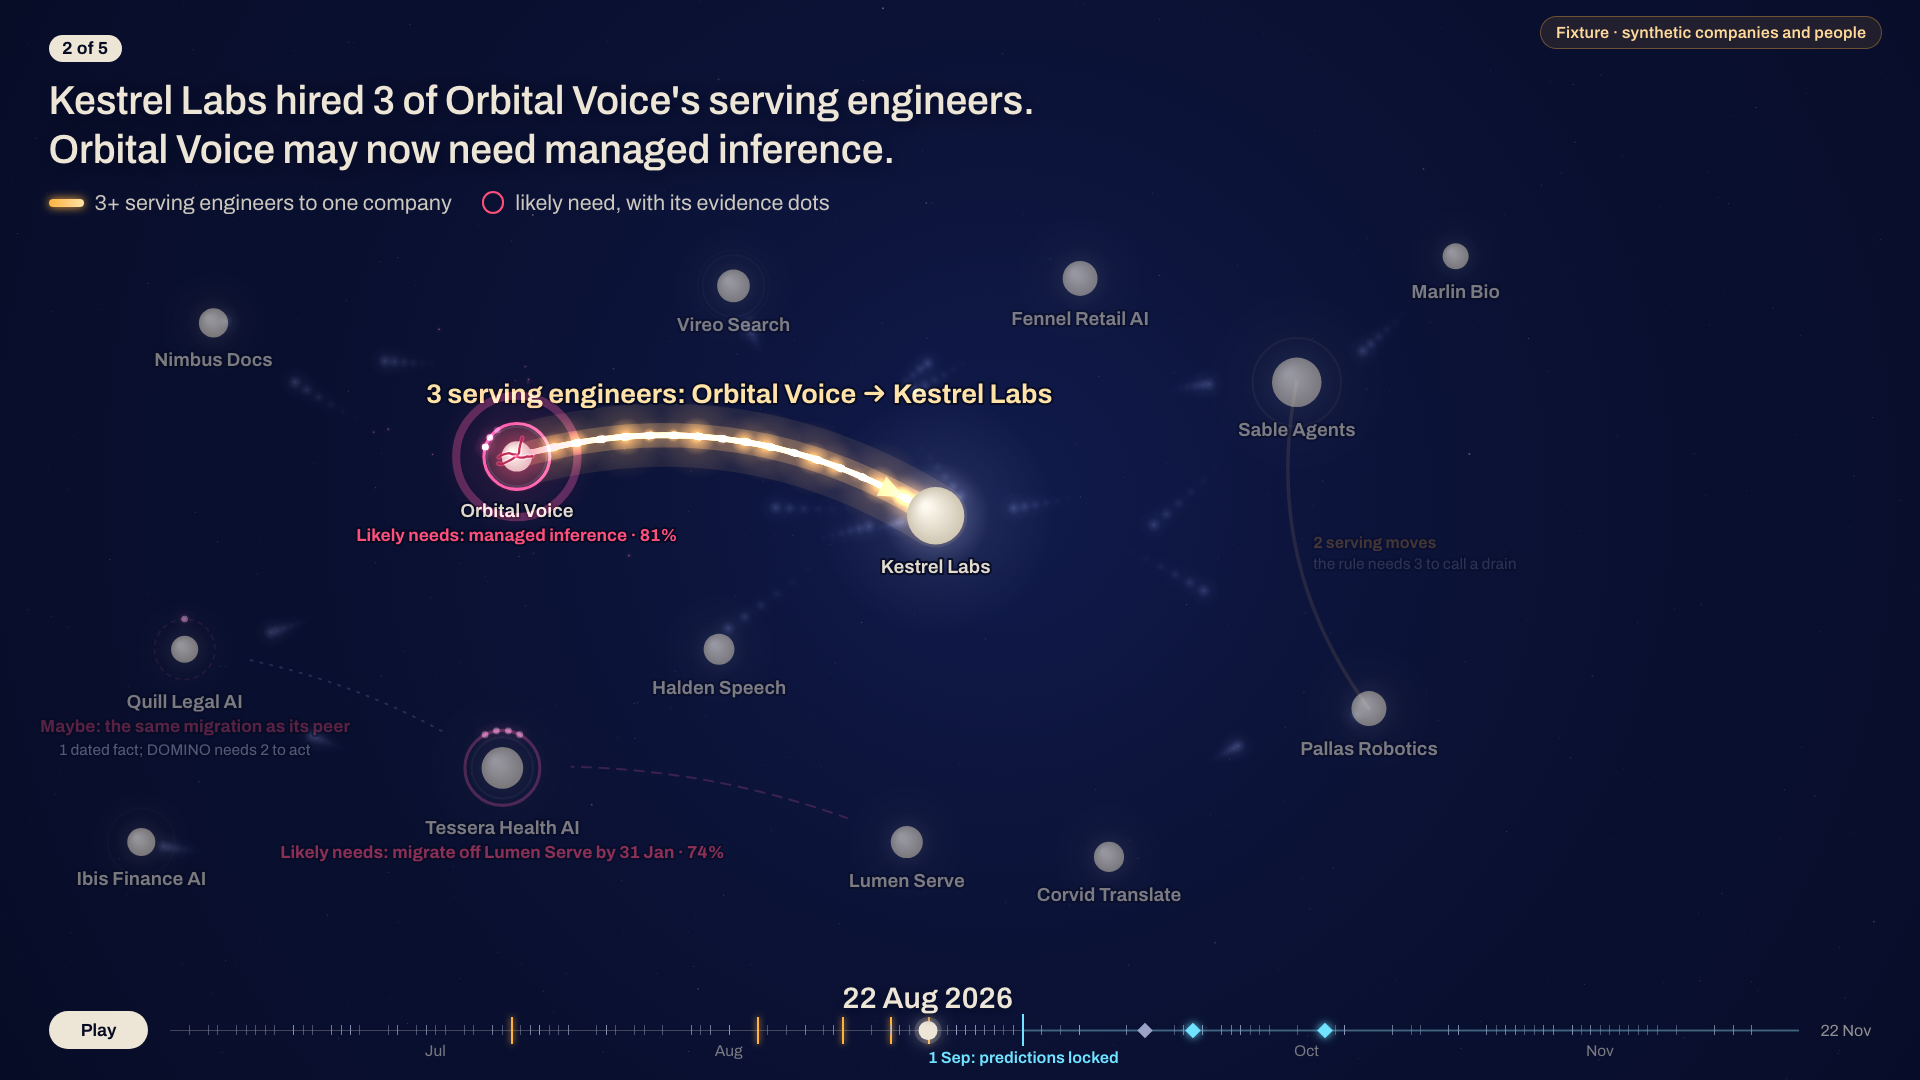 2 of 5
Fixture · synthetic companies and people
Kestrel Labs hired 3 of Orbital Voice's serving engineers.
Orbital Voice may now need managed inference.
3+ serving engineers to one company
likely need, with its evidence dots
Marlin Bio
Vireo Search
Fennel Retail AI
Nimbus Docs
3 serving engineers: Orbital Voice → Kestrel Labs
Sable Agents
Orbital Voice
Likely needs: managed inference · 81%
Kestrel Labs
2 serving moves
the rule needs 3 to call a drain
Halden Speech
Quill Legal AI
Maybe: the same migration as its peer
1 dated fact; DOMINO needs 2 to act
Pallas Robotics
Tessera Health AI
Likely needs: migrate off Lumen Serve by 31 Jan · 74%
Ibis Finance AI
Lumen Serve
Corvid Translate
22 Aug 2026
Play
22 Nov
Jul
Aug
1 Sep: predictions locked
Oct
Nov